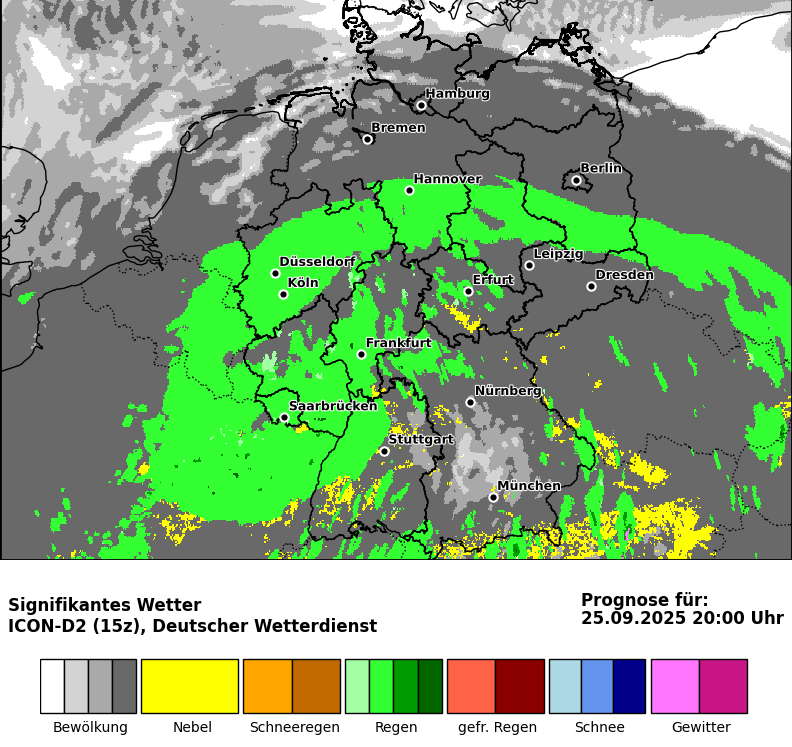 Hamburg
Bremen
Berlin
Hannover
Leipzig
Düsseldorf
Dresden
Köln
Erfurt
Frankfurt
Nürnberg
Saarbrücken
Stuttgart
München
Signifikantes Wetter
ICON-D2 (15z), Deutscher Wetterdienst
Prognose für:
25.09.2025 20:00 Uhr
Bewölkung
Nebel
Schneeregen
Regen
gefr. Regen
Schnee
Gewitter